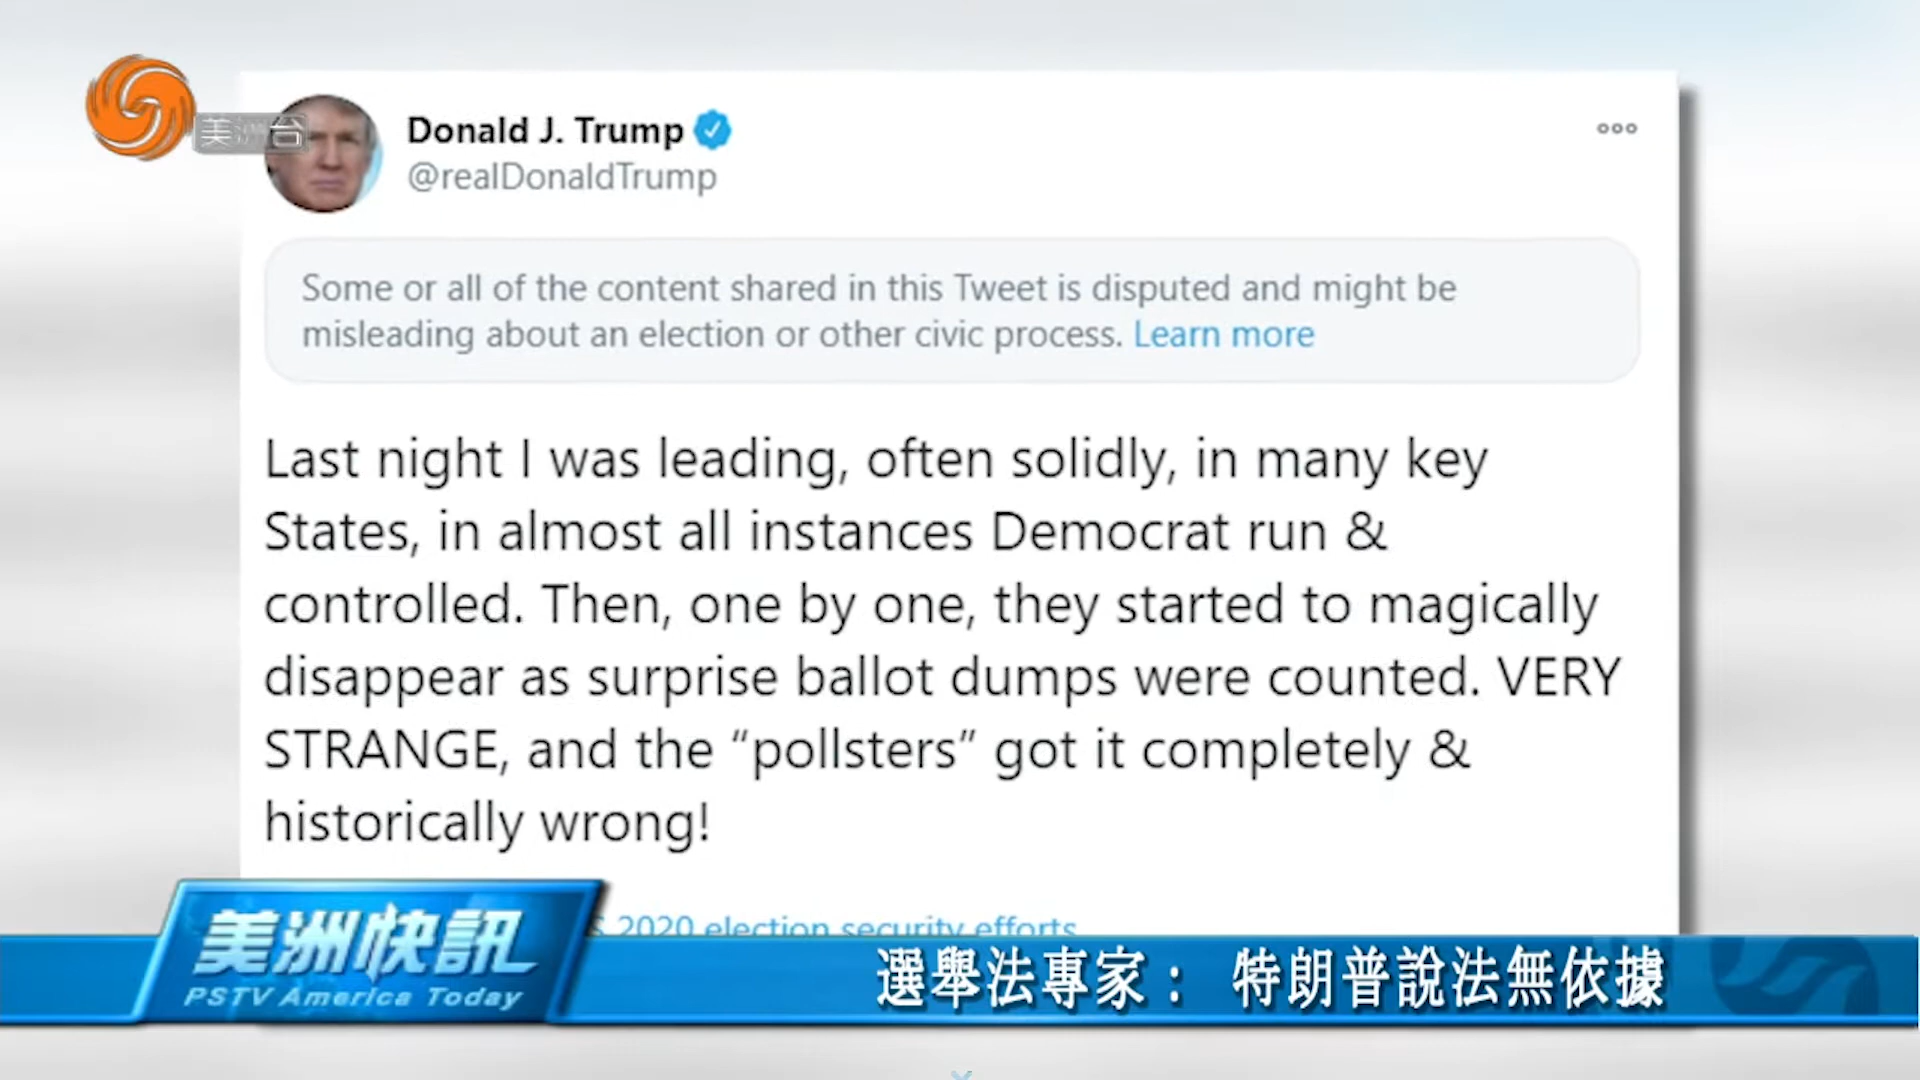 美洲台
Donald J. Trump
@realDonaldTrump
Some or all of the content shared in this Tweet is disputed and might be
misleading about an election or other civic process. Learn more
Last night I was leading, often solidly, in many key
States, in almost all instances Democrat run &
controlled. Then, one by one, they started to magically
disappear as surprise ballot dumps were counted. VERY
STRANGE, and the “pollsters” got it completely &
historically wrong!
2020 election security efforts
美洲快訊
PSTV America Today
選舉法專家： 特朗普說法無依據